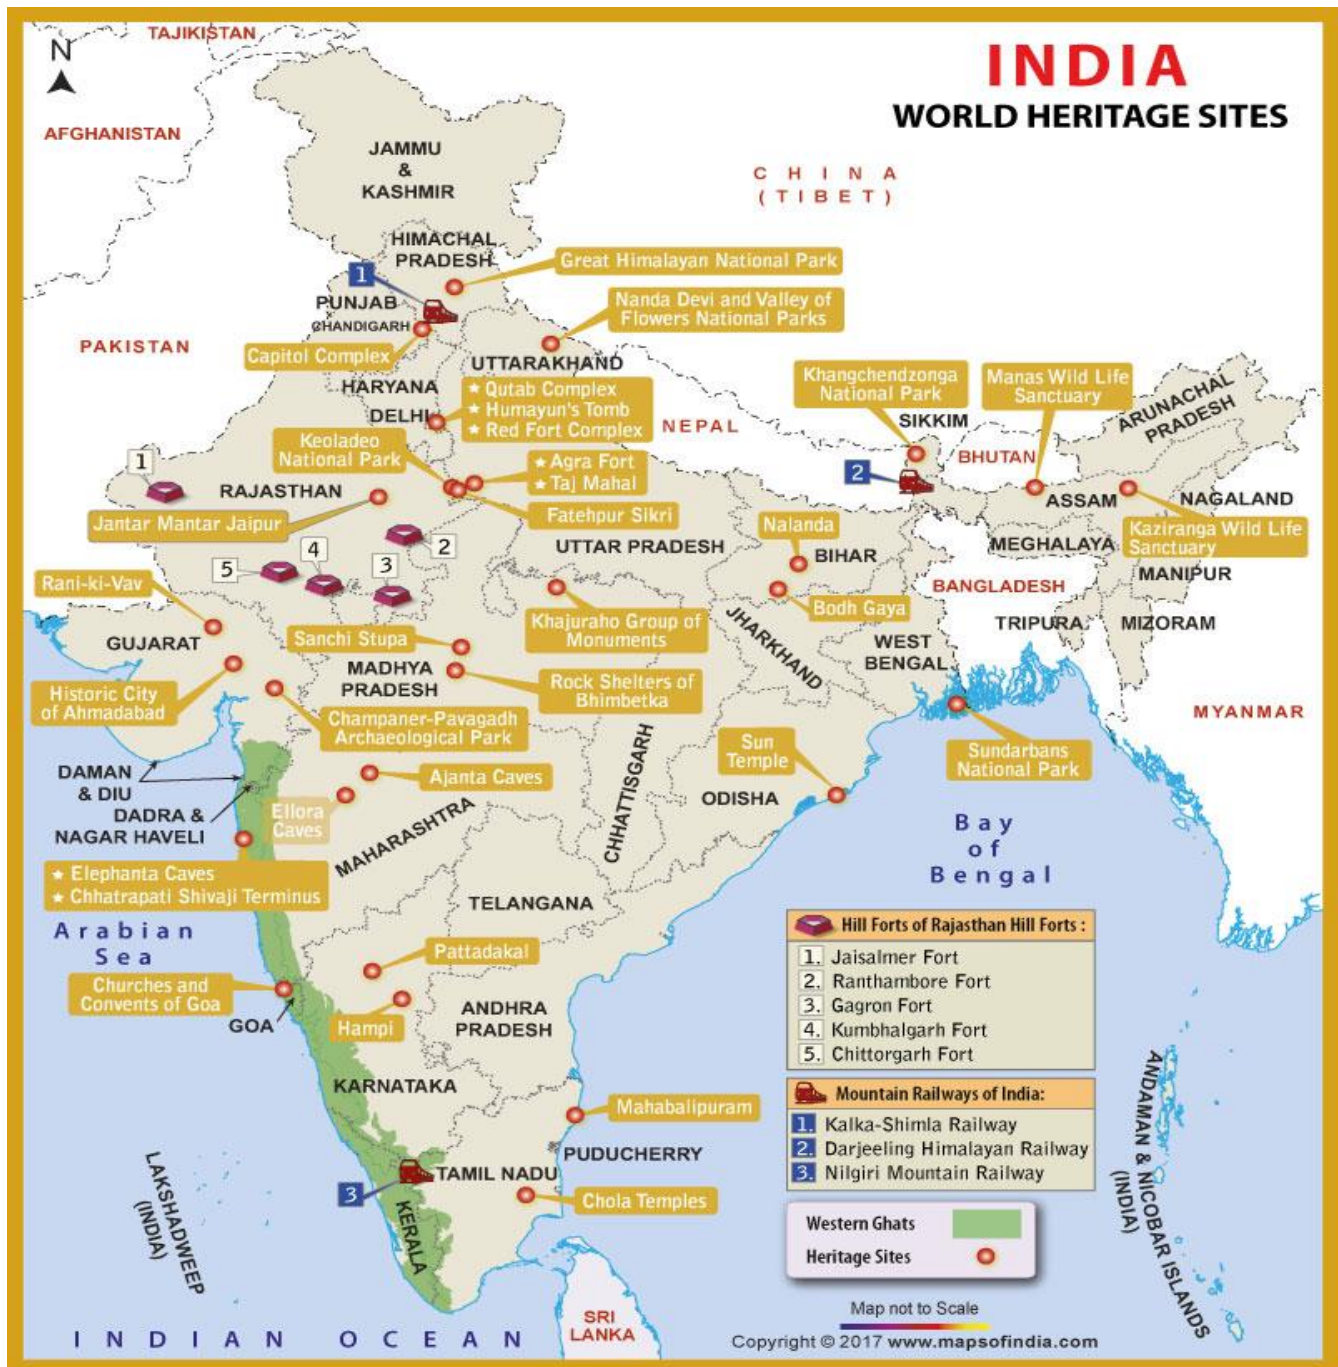 N
TAJIKISTAN
INDIA
WORLD HERITAGE SITES
AFGHANISTAN
JAMMU
&
KASHMIR
CHINA
(TIBET)
HIMACHAL
PRADESH
Great Himalayan National Park
1
PUNJAB
CHANDIGARH
Nanda Devi and Valley of
Flowers National Parks
PAKISTAN
Capitol Complex
UTTARAKHAND
HARYANA
DELHI
Qutab Complex
Humayun's Tomb
Red Fort Complex
NEPAL
Khangchendzonga
National Park
SIKKIM
Manas Wild Life
Sanctuary
ARUNACHAL
PRADESH
Keoladeo
National Park
BHUTAN
1
2
RAJASTHAN
Agra Fort
Taj Mahal
ASSAM
NAGALAND
Jantar Mantar Jaipur
Fatehpur Sikri
Nalanda
Kaziranga Wild Life
Sanctuary
2
UTTAR PRADESH
BIHAR
MEGHALAYA
4
5
3
MANIPUR
Rani-ki-Vav
BANGLADESH
Bodh Gaya
Khajuraho Group of
Monuments
JHARKHAND
TRIPURA
MIZORAM
GUJARAT
Sanchi Stupa
WEST
BENGAL
MADHYA
PRADESH
Rock Shelters of
Bhimbetka
Historic City
of Ahmadabad
Champaner-Pavagadh
Archaeological Park
MYANMAR
CHHATTISGARH
Sun
Temple
Sundarbans
National Park
DAMAN
& DIU
Ajanta Caves
DADRA &
NAGAR HAVELI
Ellora
Caves
ODISHA
MAHARASHTRA
Bay
of
Bengal
Elephanta Caves
Chhatrapati Shivaji Terminus
TELANGANA
Arabian
Sea
Pattadakal
Churches and
Convents of Goa
GOA
Hampi
ANDHRA
PRADESH
KARNATAKA
Hill Forts of Rajasthan Hill Forts :
1. Jaisalmer Fort
2. Ranthambore Fort
3. Gagron Fort
4. Kumbhalgarh Fort
5. Chittorgarh Fort
Mountain Railways of India:
1. Kalka-Shimla Railway
2. Darjeeling Himalayan Railway
3. Nilgiri Mountain Railway
Mahabalipuram
PUDUCHERRY
TAMIL NADU
3
Chola Temples
KERALA
LAKSHADWEEP
(INDIA)
ANDAMAN & NICOBAR ISLANDS
(INDIA)
Western Ghats
Heritage Sites
SRI
LANKA
Map not to Scale
INDIAN OCEAN
Copyright © 2017 www.mapsofindia.com